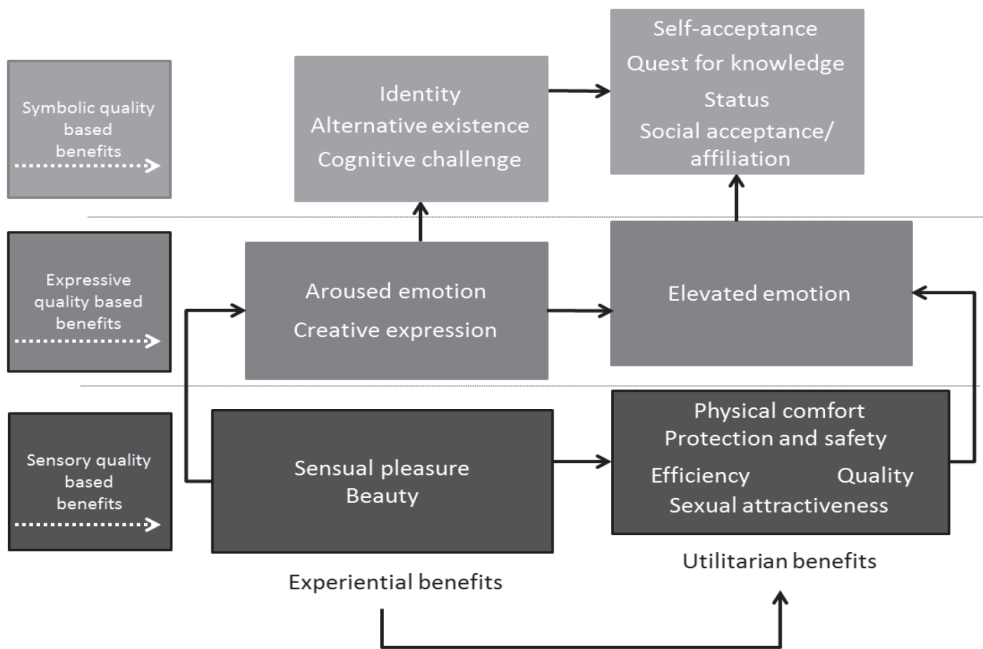 Symbolic quality
based
benefits
Identity
Alternative existence
Cognitive challenge
Self-acceptance
Quest for knowledge
Status
Social acceptance/
affiliation
Expressive
quality based
benefits
Aroused emotion
Creative expression
Elevated emotion
Sensory quality
based
benefits
Sensual pleasure
Beauty
Physical comfort
Protection and safety
Efficiency Quality
Sexual attractiveness
Experiential benefits
Utilitarian benefits